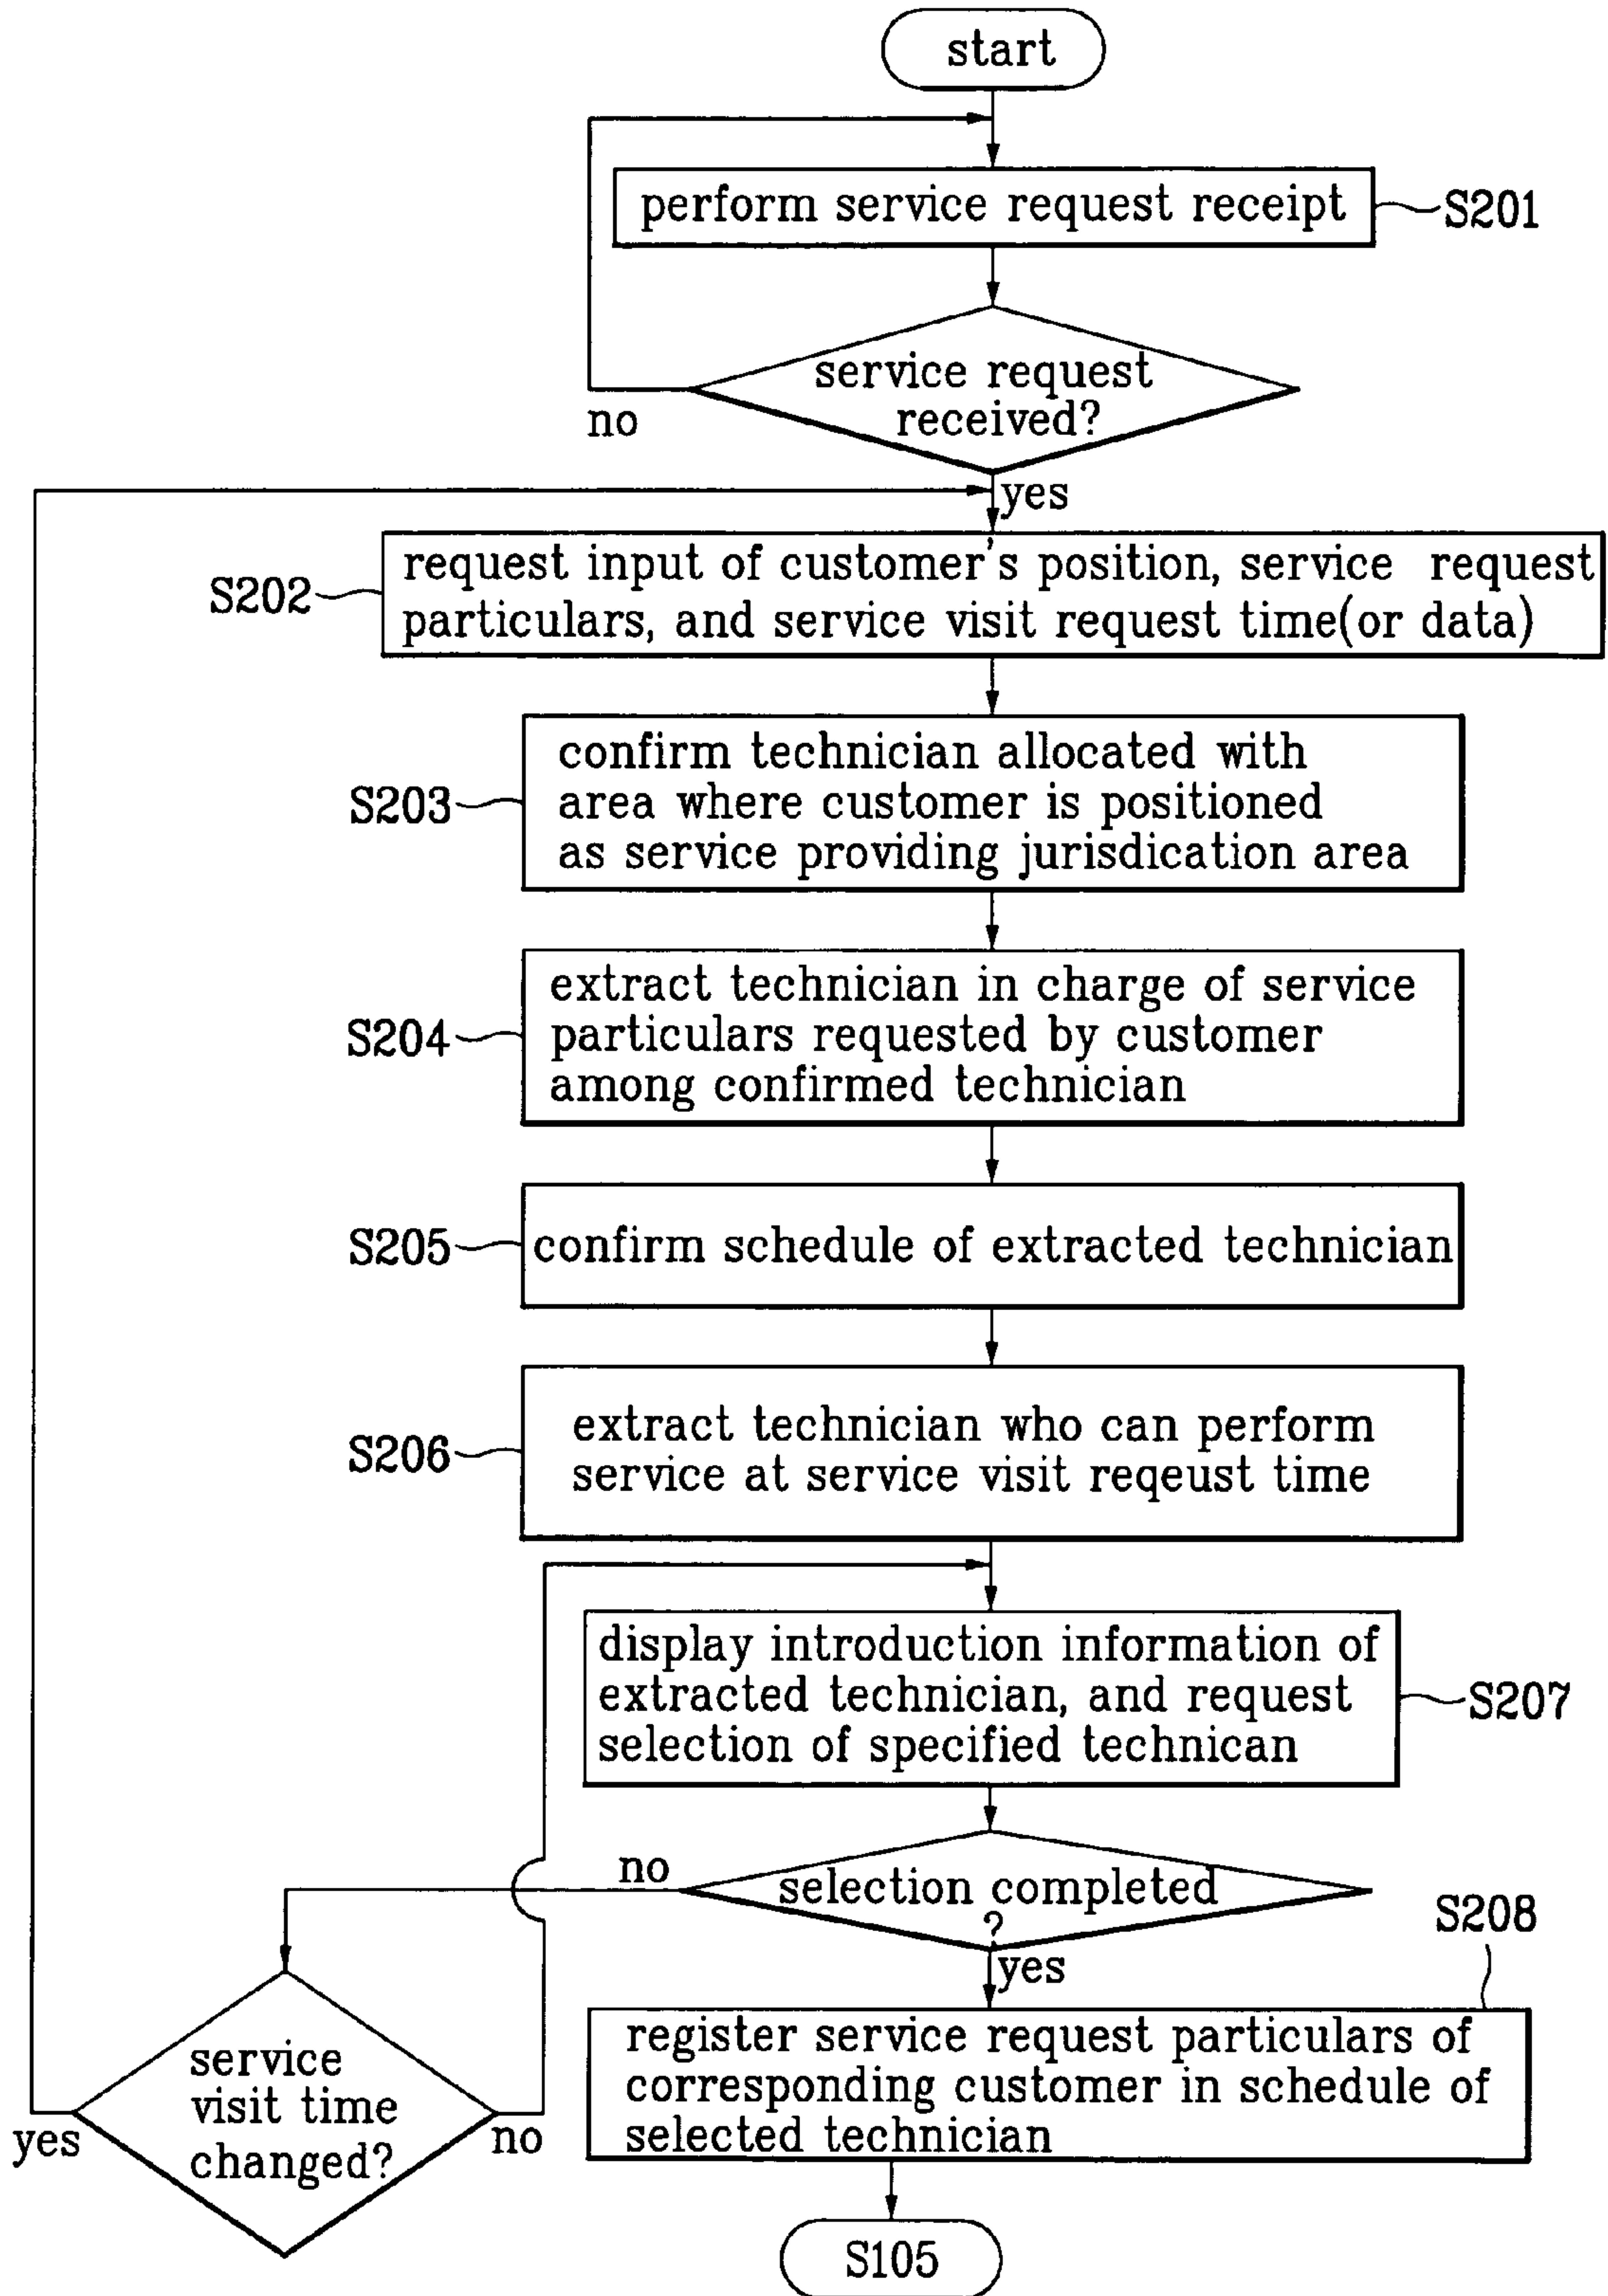 start
perform service request receipt
S201
service request
received?
no
yes
request input of customer's position, service request
particulars, and service visit request time(or data)
S202
confirm technician allocated with
area where customer is positioned
as service providing jurisdication area
S203
extract technician in charge of service
particulars requested by customer
among confirmed technician
S204
confirm schedule of extracted technician
S205
extract technician who can perform
service at service visit reqeust time
S206
display introduction information of
extracted technician, and request
selection of specified technican
S207
no
selection completed
?
yes
S208
service
visit time
changed?
yes
no
register service request particulars of
corresponding customer in schedule of
selected technician
S105